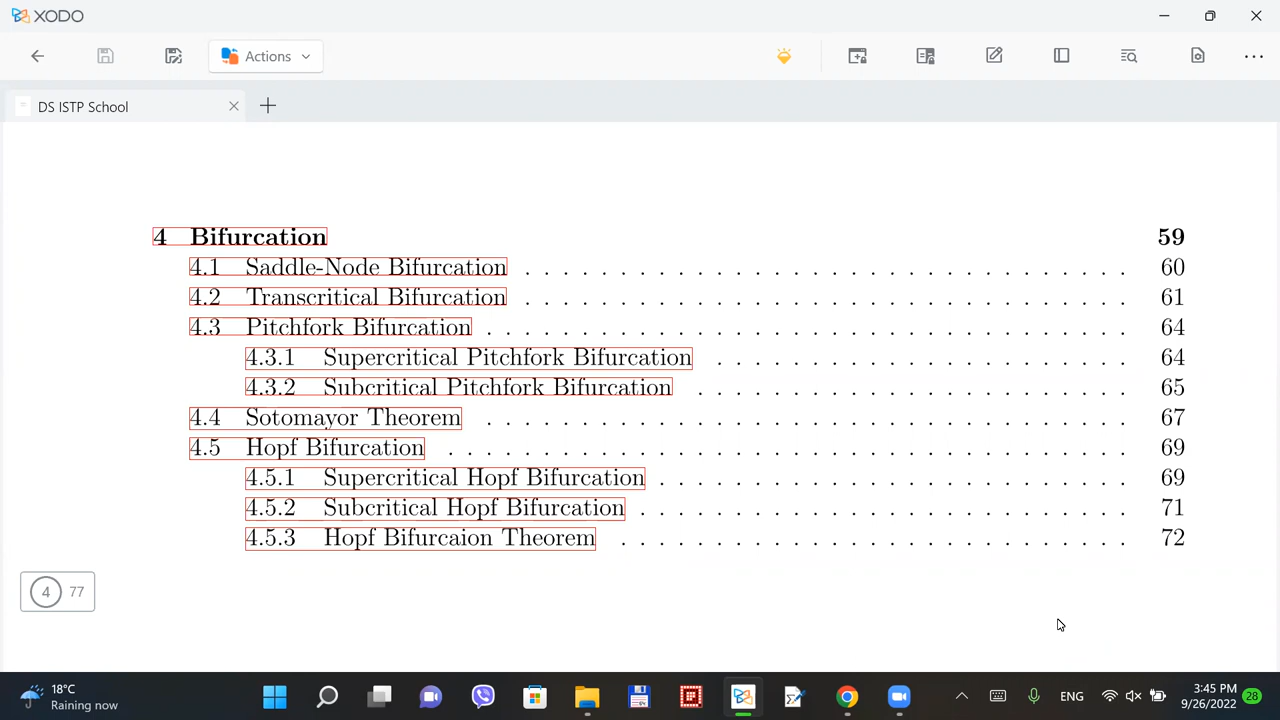 XODO
Actions
DS ISTP School
4 Bifurcation 59
4.1 Saddle-Node Bifurcation . . . . . . . . . . . . . . . . . . . . . . . . . . . . . . . . 60
4.2 Transcritical Bifurcation . . . . . . . . . . . . . . . . . . . . . . . . . . . . . . . . 61
4.3 Pitchfork Bifurcation . . . . . . . . . . . . . . . . . . . . . . . . . . . . . . . . . . 64
4.3.1 Supercritical Pitchfork Bifurcation . . . . . . . . . . . . . . . . . . . . . . 64
4.3.2 Subcritical Pitchfork Bifurcation . . . . . . . . . . . . . . . . . . . . . . . 65
4.4 Sotomayor Theorem . . . . . . . . . . . . . . . . . . . . . . . . . . . . . . . . . . 67
4.5 Hopf Bifurcation . . . . . . . . . . . . . . . . . . . . . . . . . . . . . . . . . . . . 69
4.5.1 Supercritical Hopf Bifurcation . . . . . . . . . . . . . . . . . . . . . . . . . 69
4.5.2 Subcritical Hopf Bifurcation . . . . . . . . . . . . . . . . . . . . . . . . . . 71
4.5.3 Hopf Bifurcaion Theorem . . . . . . . . . . . . . . . . . . . . . . . . . . . 72
4 77
18°C
Raining now
ENG
3:45 PM
9/26/2022
28